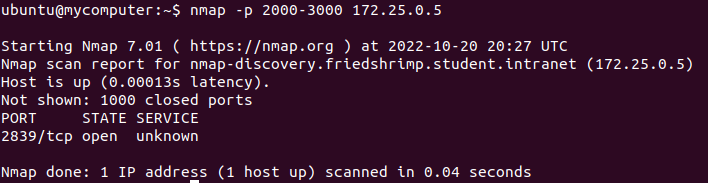 ubuntu@mycomputer:~$ nmap -p 2000-3000 172.25.0.5
Starting Nmap 7.01 ( https://nmap.org ) at 2022-10-20 20:27 UTC
Nmap scan report for nmap-discovery.friedshrimp.student.intranet (172.25.0.5)
Host is up (0.00013s latency).
Not shown: 1000 closed ports
PORT     STATE SERVICE
2839/tcp open  unknown
Nmap done: 1 IP address (1 host up) scanned in 0.04 seconds